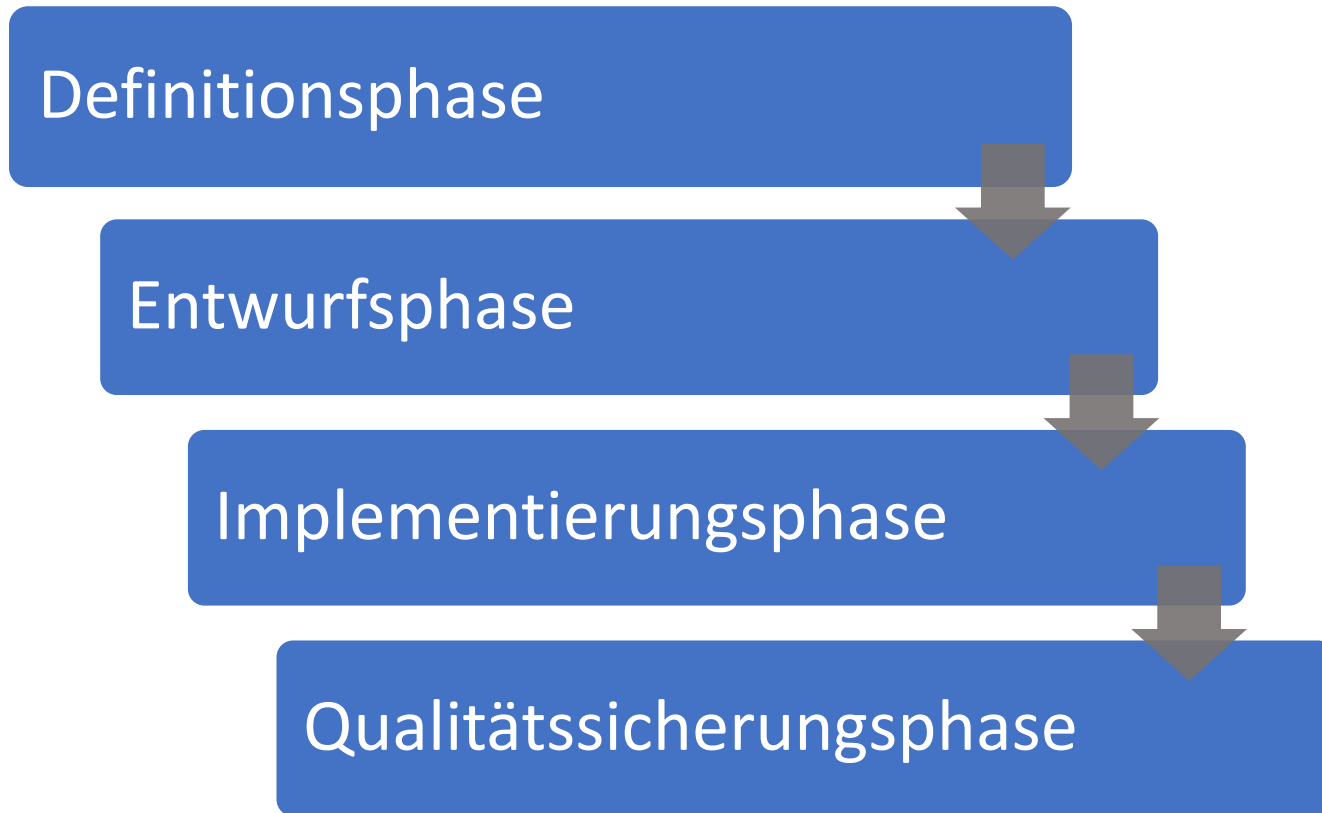 Definitionsphase
Entwurfsphase
Implementierungsphase
Qualitätssicherungsphase